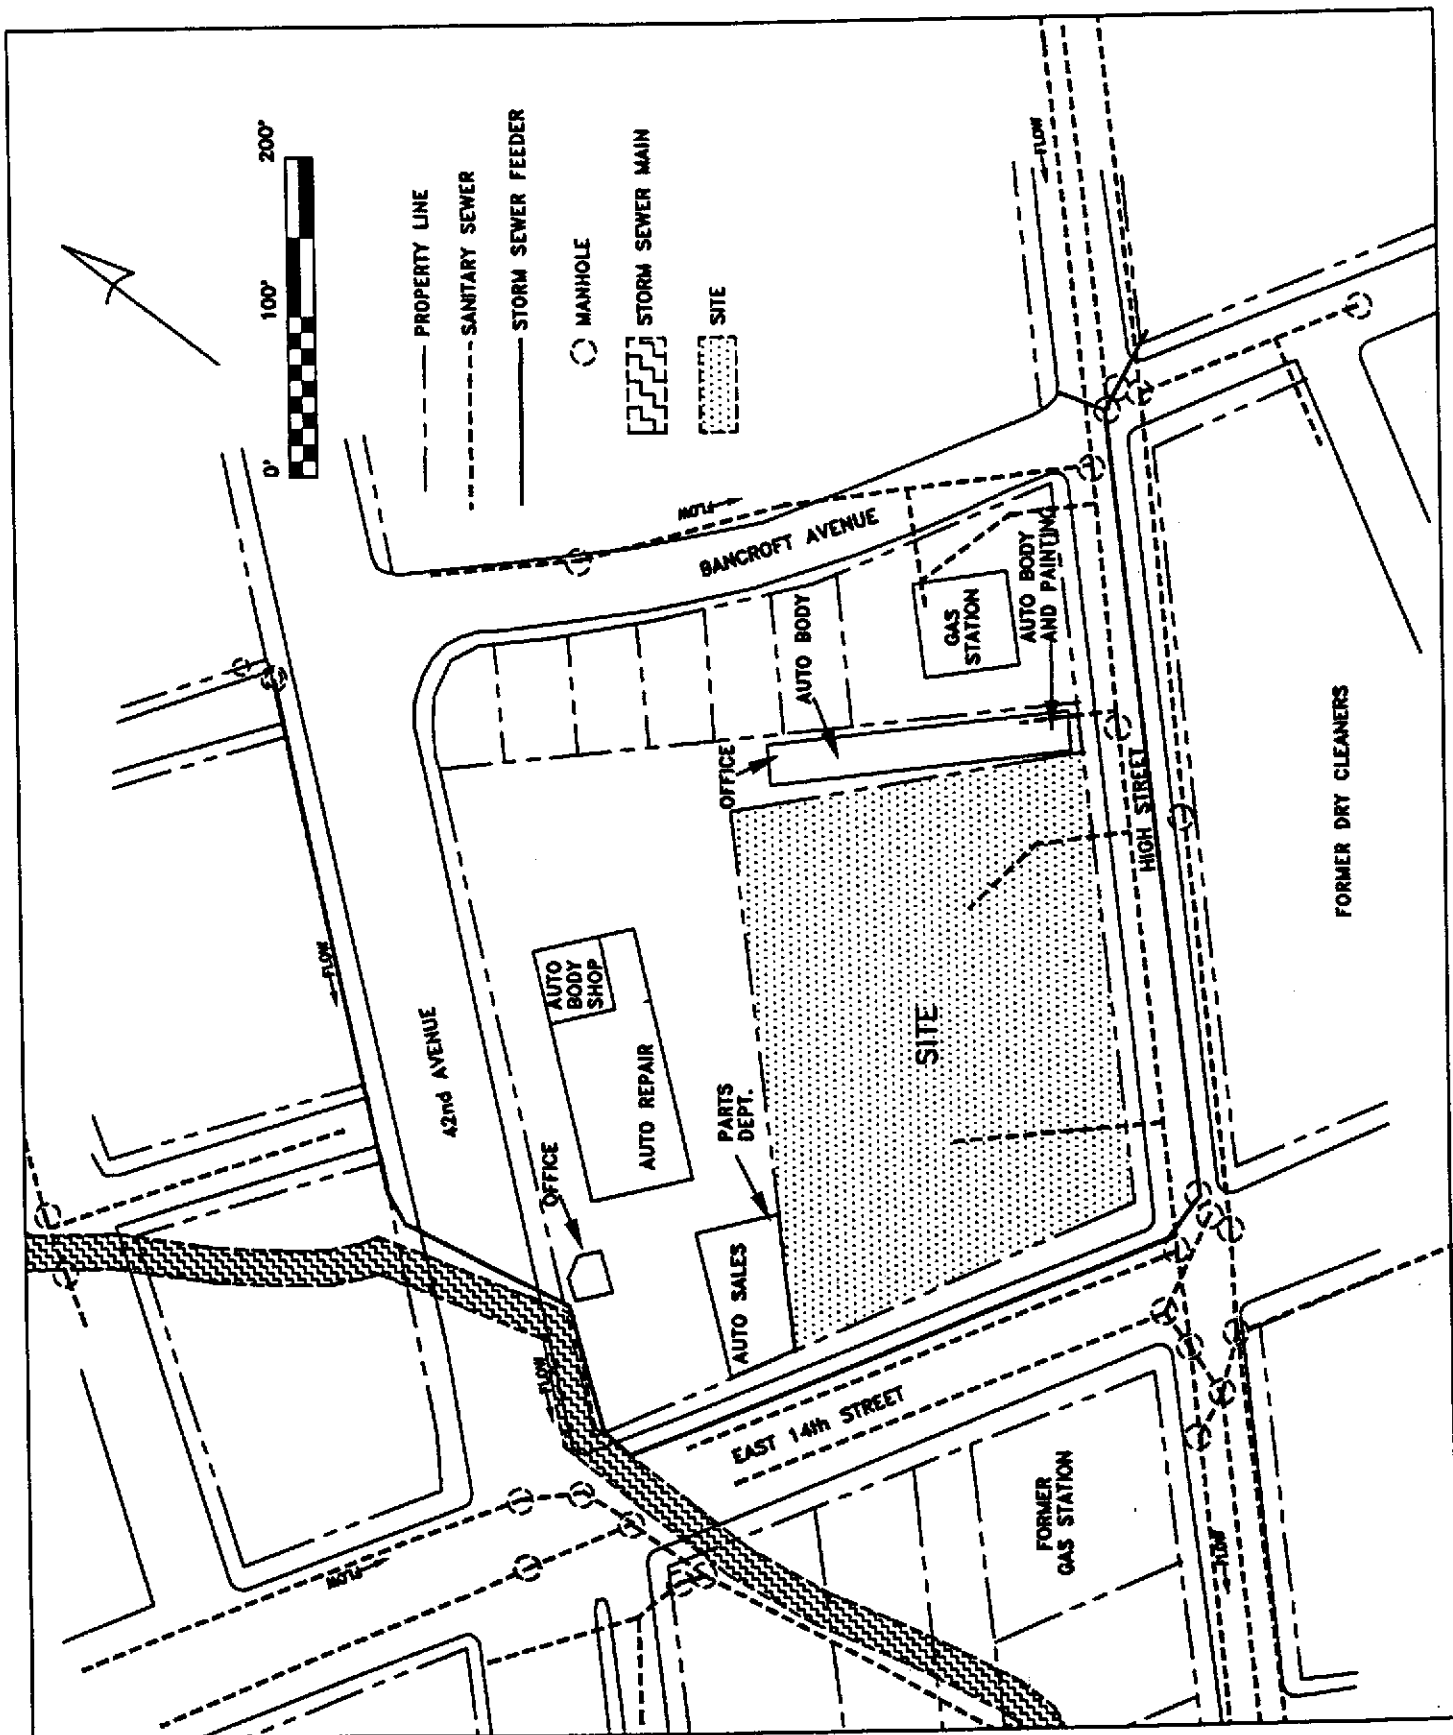 0'
100'
200'
PROPERTY LINE
SANITARY SEWER
STORM SEWER FEEDER
MANHOLE
STORM SEWER MAIN
SITE
FLOW
FLOW
FLOW
42nd AVENUE
BANCROFT AVENUE
AUTO
BODY
SHOP
AUTO REPAIR
OFFICE
OFFICE
AUTO BODY
GAS
STATION
AUTO BODY
AND PAINTING
PARTS
DEPT.
AUTO SALES
SITE
HIGH STREET
FLOW
EAST 14th STREET
FLOW
FORMER
GAS STATION
FLOW
FORMER DRY CLEANERS